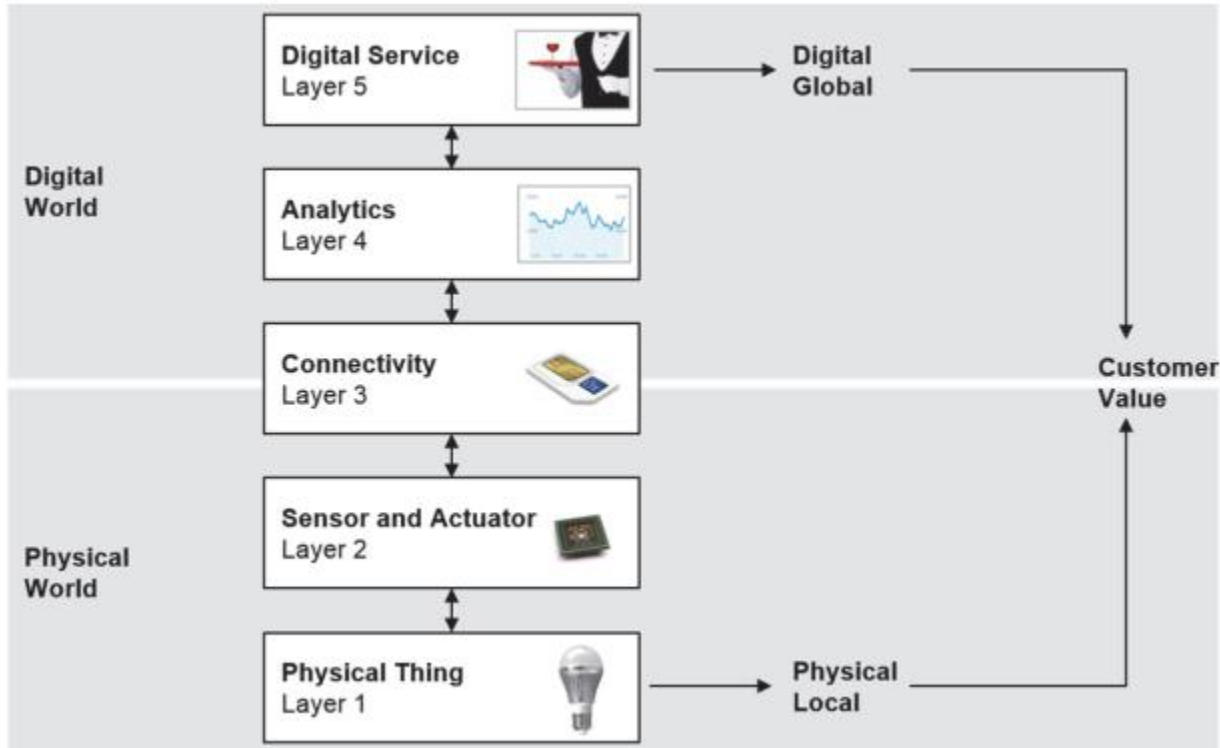 Digital Service
Layer 5
Digital
Global
Digital
World
Analytics
Layer 4
Connectivity
Layer 3
Customer
Value
Sensor and Actuator
Layer 2
Physical
World
Physical Thing
Layer 1
Physical
Local